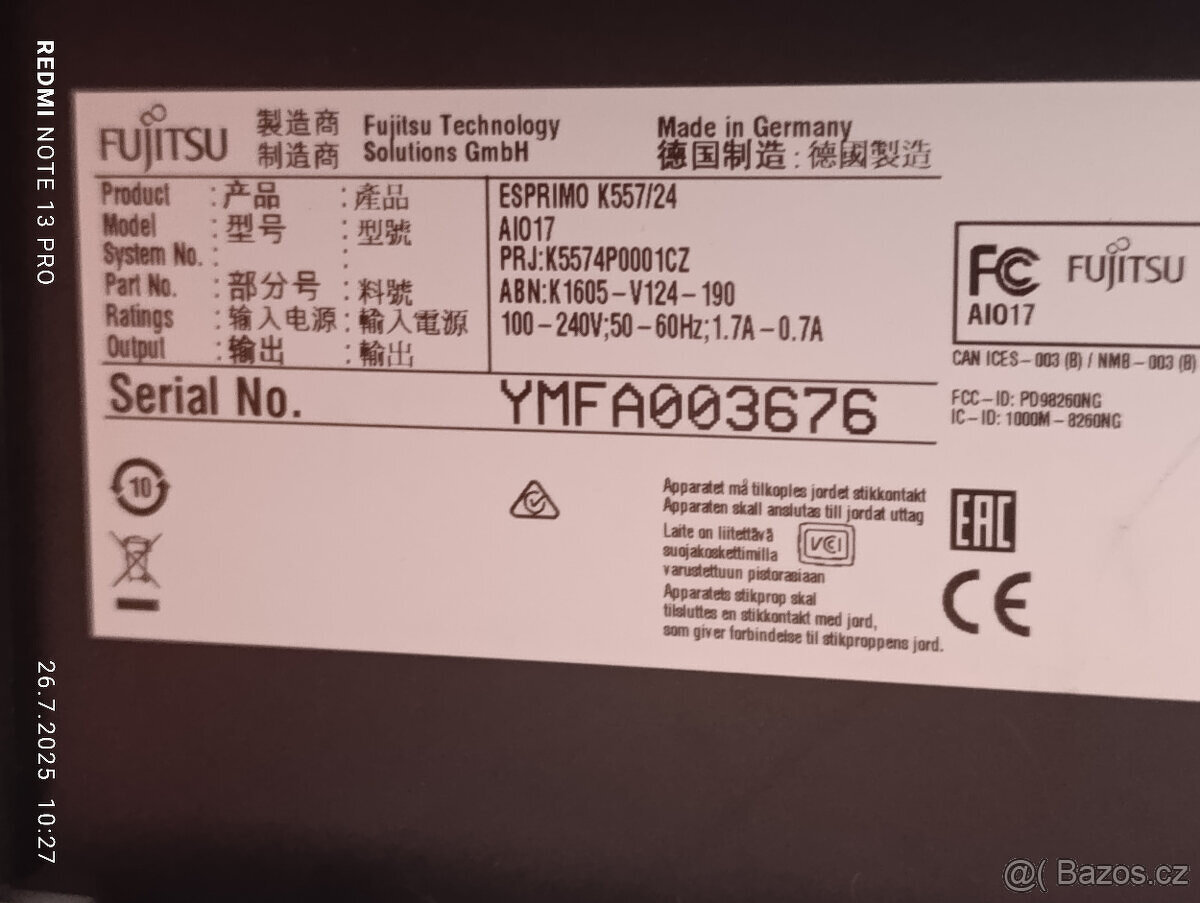 REDMI NOTE 13 PRO
26.7.2025 10:27
FUJITSU 製造商 Fujitsu Technology
制造商 Solutions GmbH
Made in Germany
德国制造 : 德國製造
Product : 产品 : 產品 ESPRIMO K557/24
Model : 型号 : 型號 AIO17
System No. : : PRJ:K5574P0001CZ
Part No. : 部分号 : 料號 ABN:K1605-V124-190
Ratings : 输入电源 : 輸入電源 100-240V;50-60Hz;1.7A-0.7A
Output : 输出 : 輸出
Serial No. YMFA003676
FC FUJITSU
AIO17
CAN ICES-003 (B) / NMB-003 (B)
FCC-ID: PD98260NG
IC-ID: 1000M-8260NG
10
Apparatet må tilkoples jordet stikkontakt
Apparaten skall anslutas till jordat uttag
Laite on liitettävä
suojakoskettimilla
varustettuun pistorasiaan
VCI
Apparatets stikprop skal
tilsluttes en stikkontakt med jord,
som giver forbindelse til stikproppens jord.
EAC
CE
@( Bazos.cz